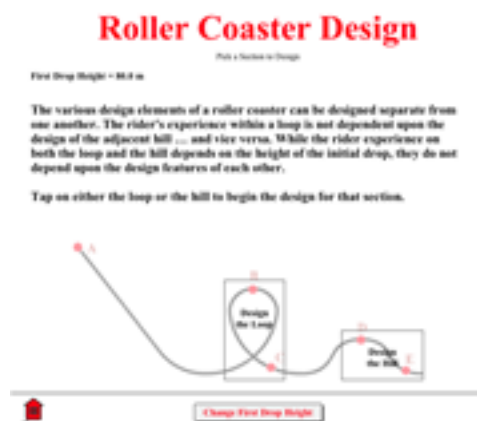 Roller Coaster Design
Pick a Section to Design
First Drop Height = 80.0 m
The various design elements of a roller coaster can be designed separate from
one another. The rider's experience within a loop is not dependent upon the
design of the adjacent hill ... and vice versa. While the rider experience on
both the loop and the hill depends on the height of the initial drop, they do not
depend upon the design features of each other.
Tap on either the loop or the hill to begin the design for that section.
A
B
Design
the Loop
C
D
Design
the Hill
E
Change First Drop Height